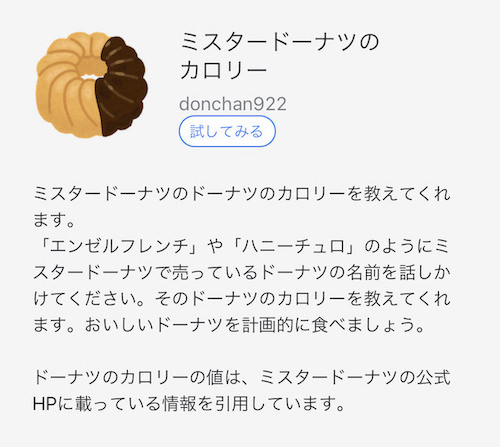 ミスタードーナツの
カロリー
donchan922
試してみる
ミスタードーナツのドーナツのカロリーを教えてくれ
ます。
「エンゼルフレンチ」や「ハニーチュロ」のようにミ
スタードーナツで売っているドーナツの名前を話しか
けてください。そのドーナツのカロリーを教えてくれ
ます。おいしいドーナツを計画的に食べましょう。
ドーナツのカロリーの値は、ミスタードーナツの公式
HPに載っている情報を引用しています。